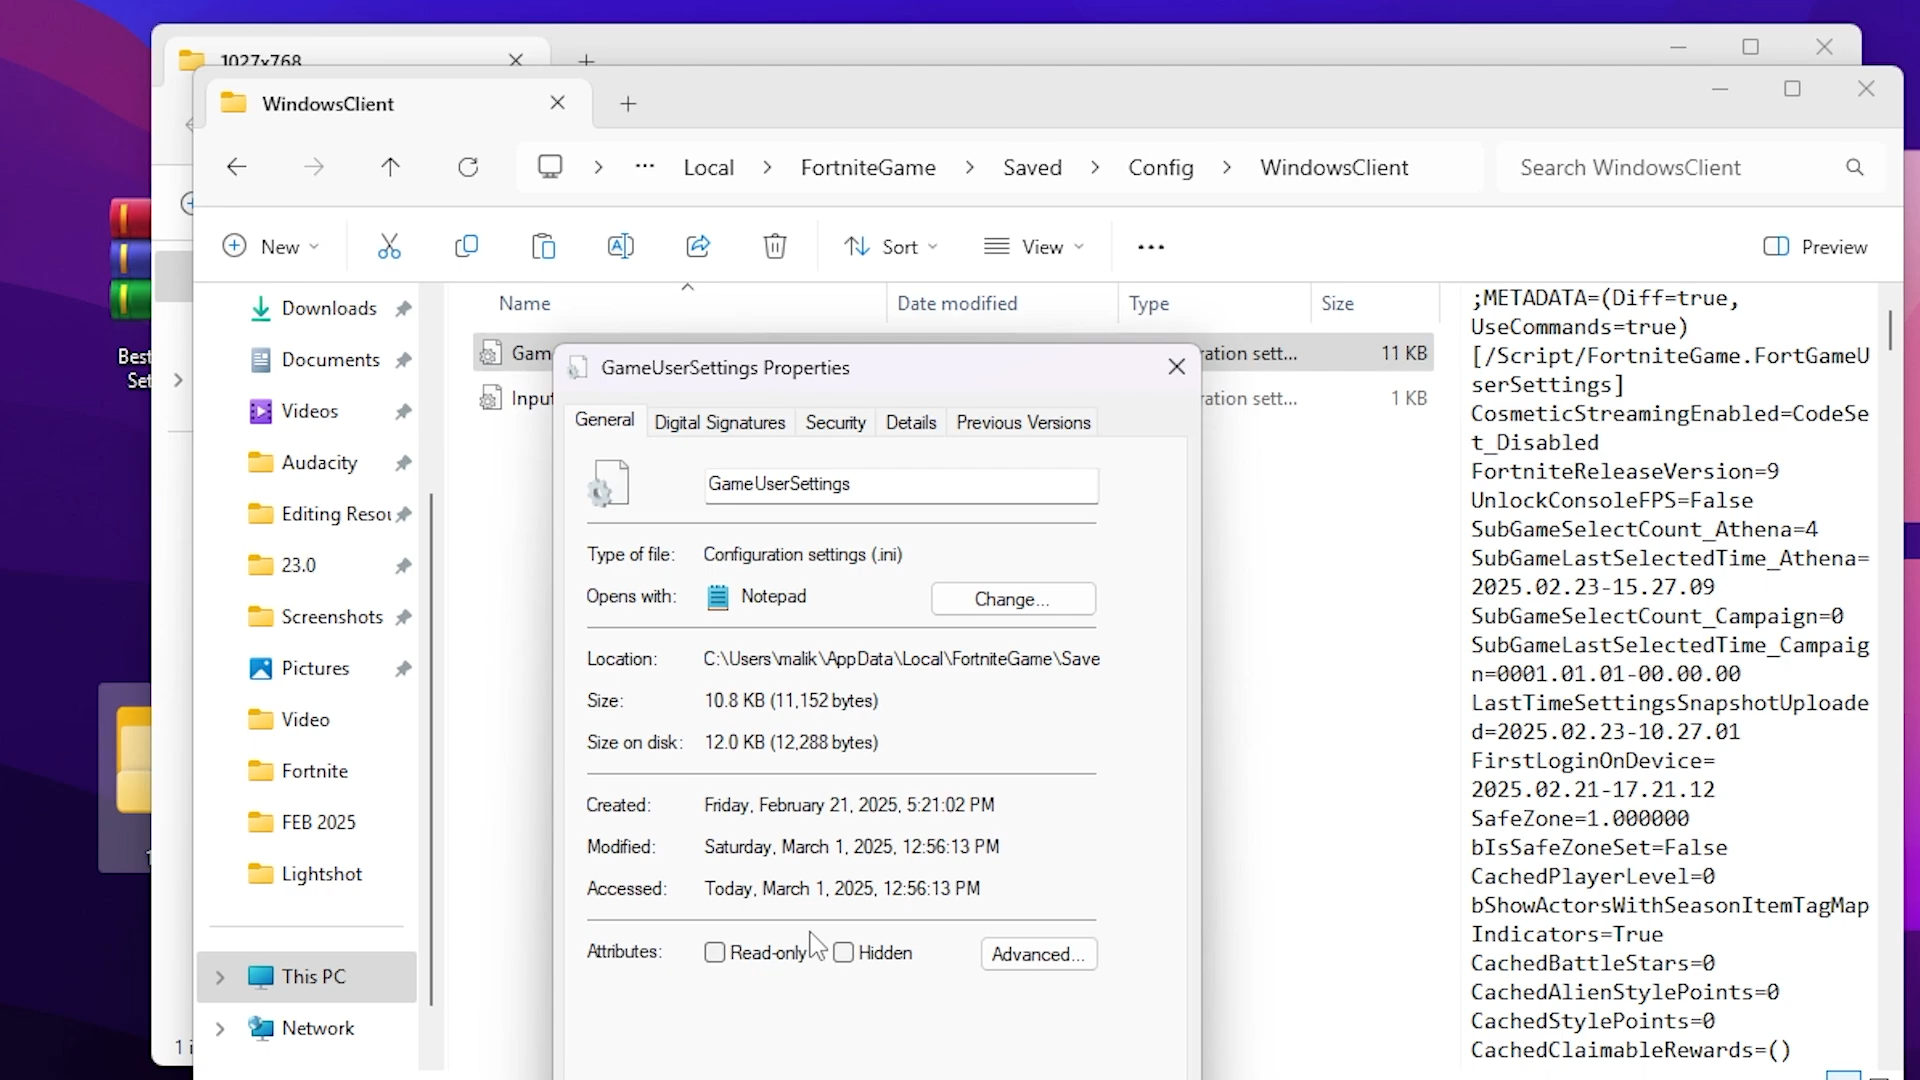 1027x768
WindowsClient
Local
FortniteGame
Saved
Config
WindowsClient
Search WindowsClient
New
Sort
View
Preview
Downloads
Documents
Videos
Audacity
Editing Resou
23.0
Screenshots
Pictures
Video
Fortnite
FEB 2025
Lightshot
This PC
Network
Best
Set
1 i
Name
Date modified
Type
Size
Gam
ration sett...
11 KB
Input
ration sett...
1 KB
GameUserSettings Properties
General
Digital Signatures
Security
Details
Previous Versions
GameUserSettings
Type of file:
Configuration settings (.ini)
Opens with:
Notepad
Change...
Location:
C:\Users\malik\AppData\Local\FortniteGame\Save
Size:
10.8 KB (11,152 bytes)
Size on disk:
12.0 KB (12,288 bytes)
Created:
Friday, February 21, 2025, 5:21:02 PM
Modified:
Saturday, March 1, 2025, 12:56:13 PM
Accessed:
Today, March 1, 2025, 12:56:13 PM
Attributes:
Read-only
Hidden
Advanced...
;METADATA=(Diff=true,
UseCommands=true)
[/Script/FortniteGame.FortGameU
serSettings]
CosmeticStreamingEnabled=CodeSe
t_Disabled
FortniteReleaseVersion=9
UnlockConsoleFPS=False
SubGameSelectCount_Athena=4
SubGameLastSelectedTime_Athena=
2025.02.23-15.27.09
SubGameSelectCount_Campaign=0
SubGameLastSelectedTime_Campaig
n=0001.01.01-00.00.00
LastTimeSettingsSnapshotUploade
d=2025.02.23-10.27.01
FirstLoginOnDevice=
2025.02.21-17.21.12
SafeZone=1.000000
bIsSafeZoneSet=False
CachedPlayerLevel=0
bShowActorsWithSeasonItemTagMap
Indicators=True
CachedBattleStars=0
CachedAlienStylePoints=0
CachedStylePoints=0
CachedClaimableRewards=()